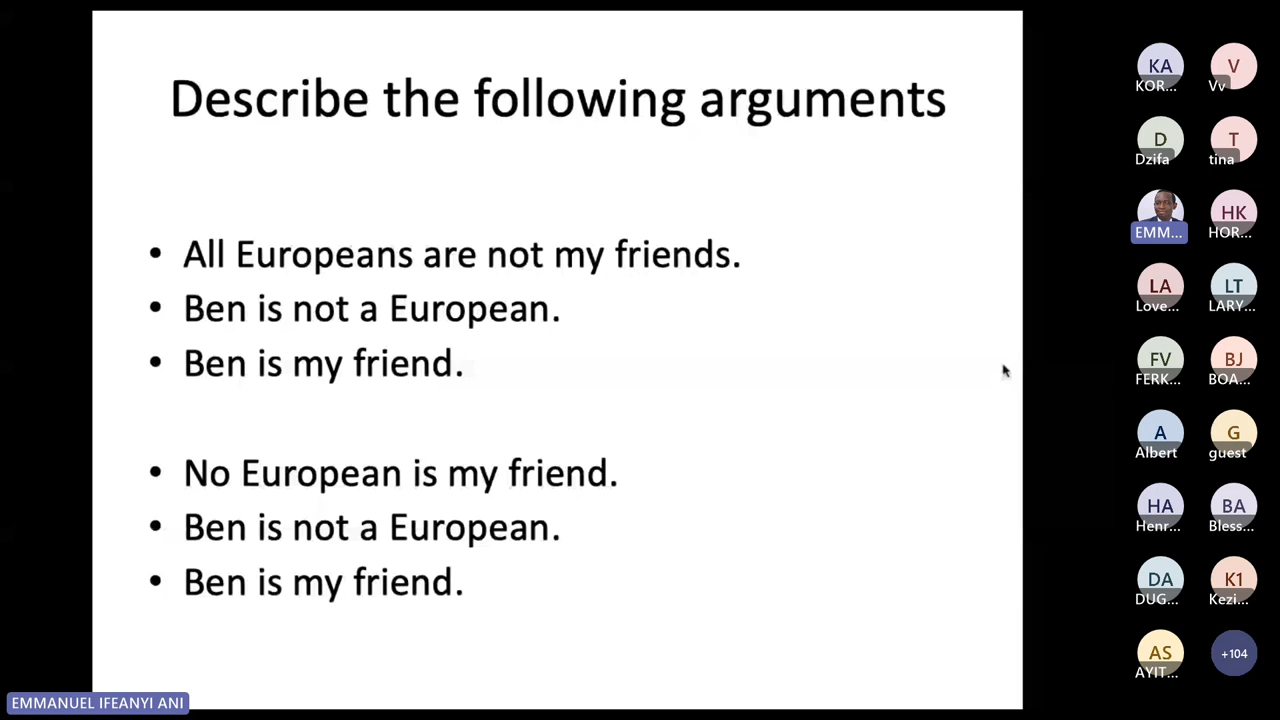 Describe the following arguments
• All Europeans are not my friends.
• Ben is not a European.
• Ben is my friend.
• No European is my friend.
• Ben is not a European.
• Ben is my friend.
KA
KOR...
V
Vv
D
Dzifa
T
tina
EMM...
HK
HOR...
LA
Love...
LT
LARY...
FV
FERK...
BJ
BOA...
A
Albert
G
guest
HA
Henr...
BA
Bless...
DA
DUG...
K1
Kezi...
AS
AYIT...
+104
EMMANUEL IFEANYI ANI